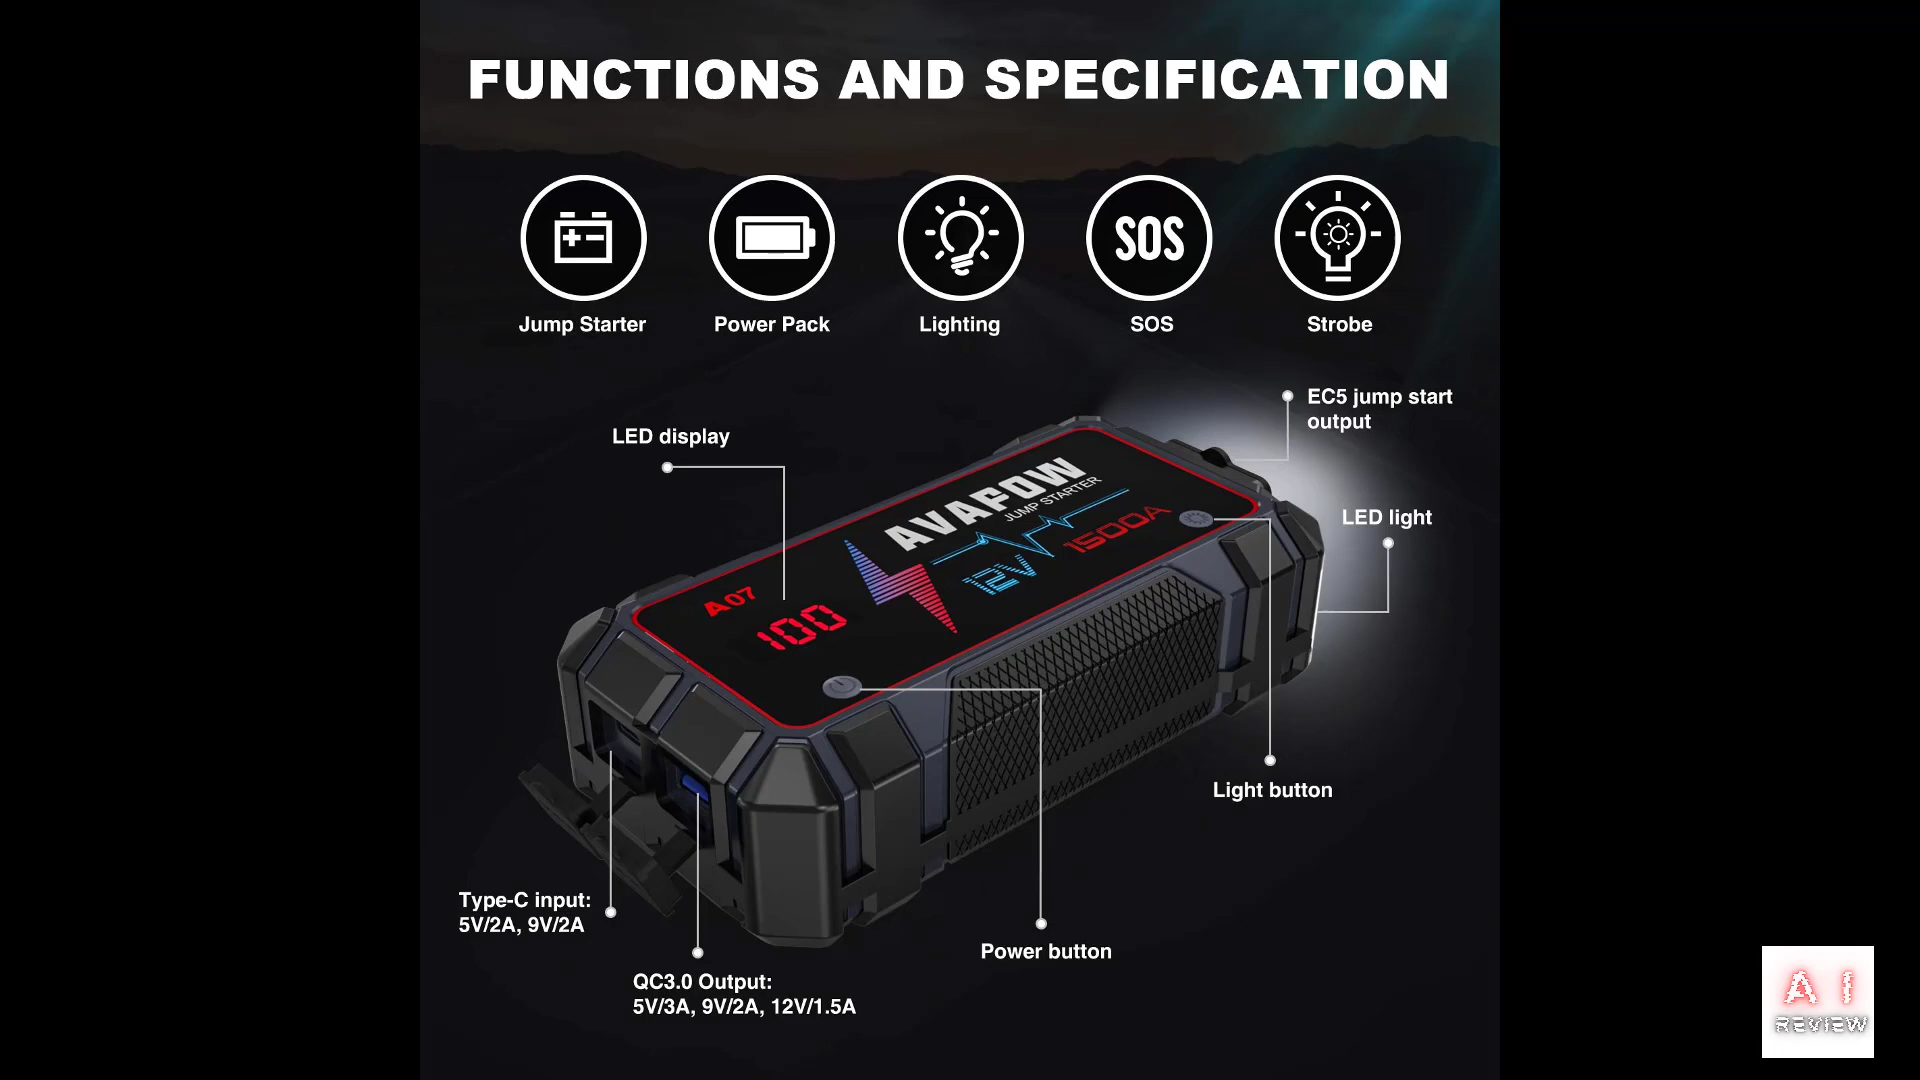 FUNCTIONS AND SPECIFICATION
SOS
Jump Starter
Power Pack
Lighting
SOS
Strobe
EC5 jump start
output
LED display
LED light
AVAFOW
JUMP STARTER
12V
1500A
A07
100
Light button
Type-C input:
5V/2A, 9V/2A
Power button
QC3.0 Output:
5V/3A, 9V/2A, 12V/1.5A
AI
REVIEW